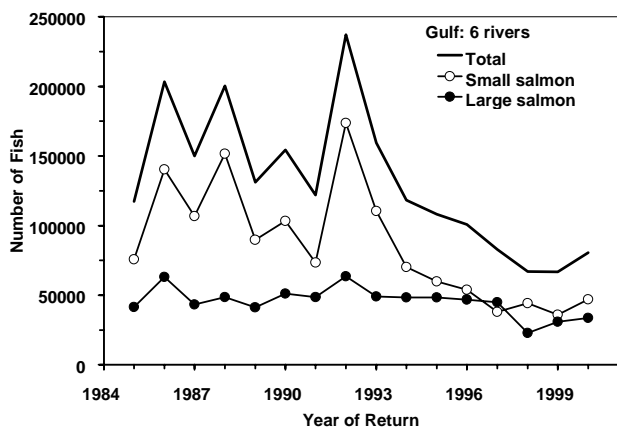 Gulf: 6 rivers
Total
Small salmon
Large salmon
Number of Fish
250000
200000
150000
100000
50000
0
1984 1987 1990 1993 1996 1999
Year of Return